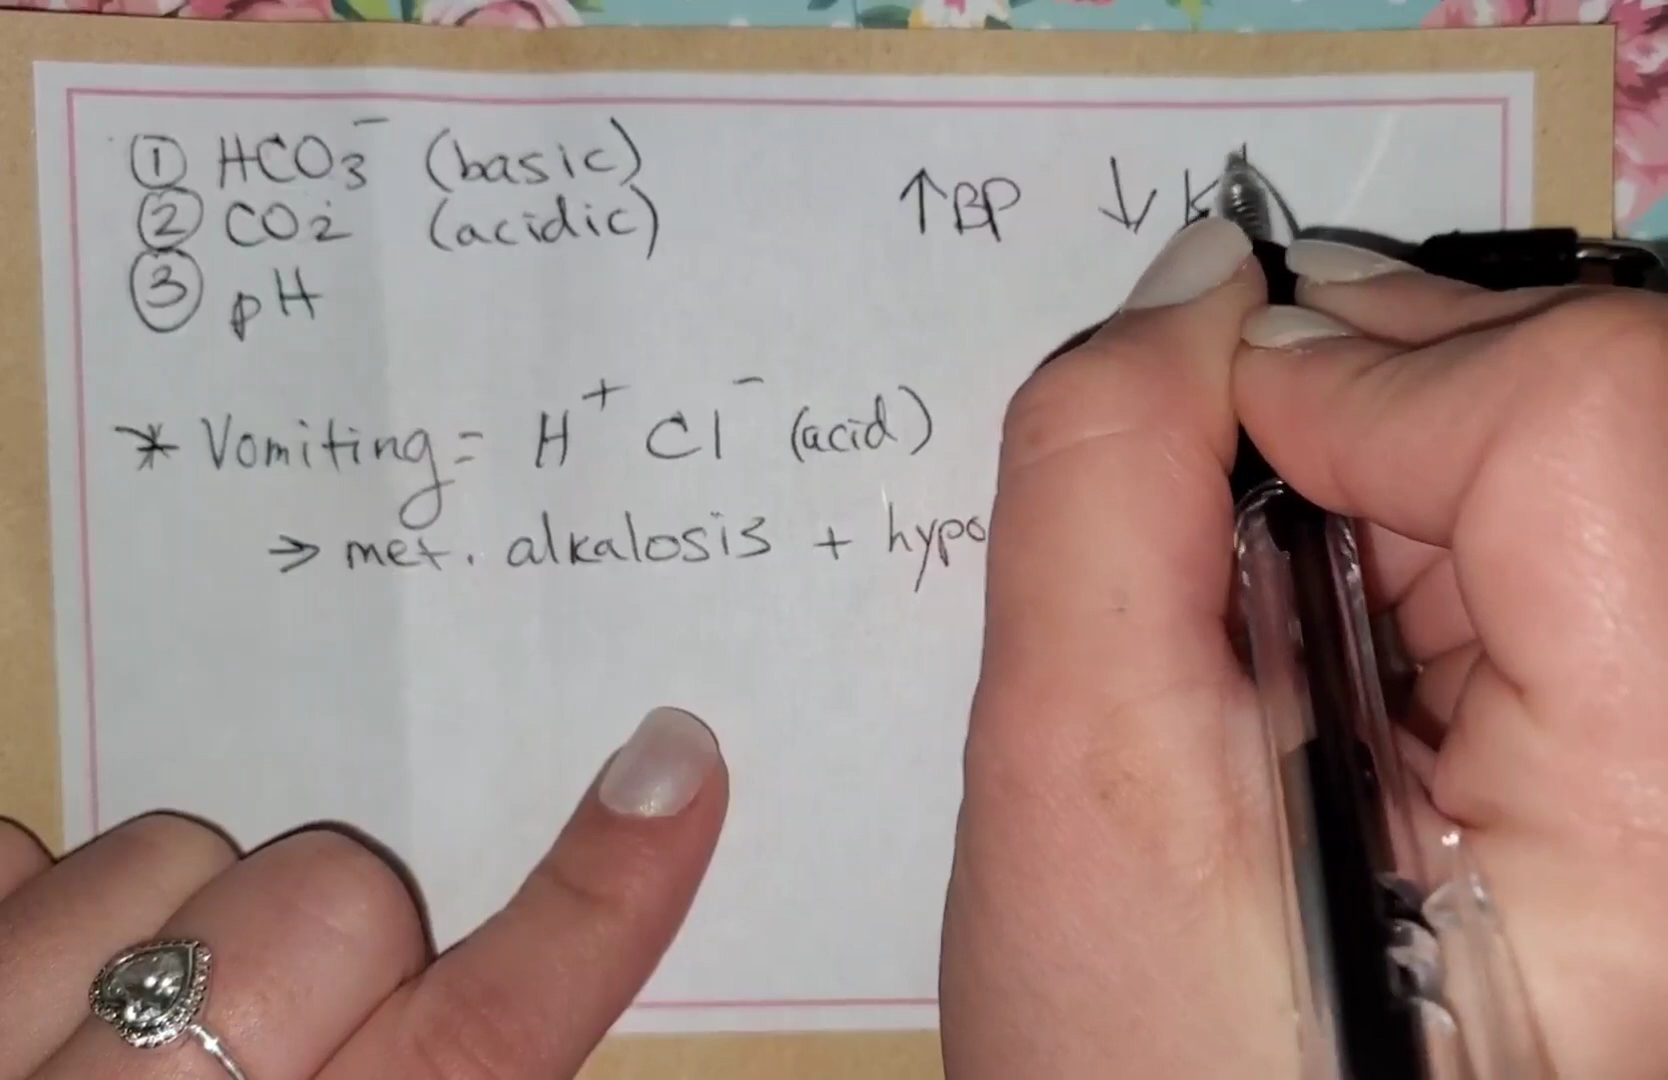 ① HCO₃⁻ (basic)
② CO₂ (acidic)
③ pH
↑BP ↓ K
* Vomiting = H⁺ Cl⁻ (acid)
⇒ met. alkalosis + hypo